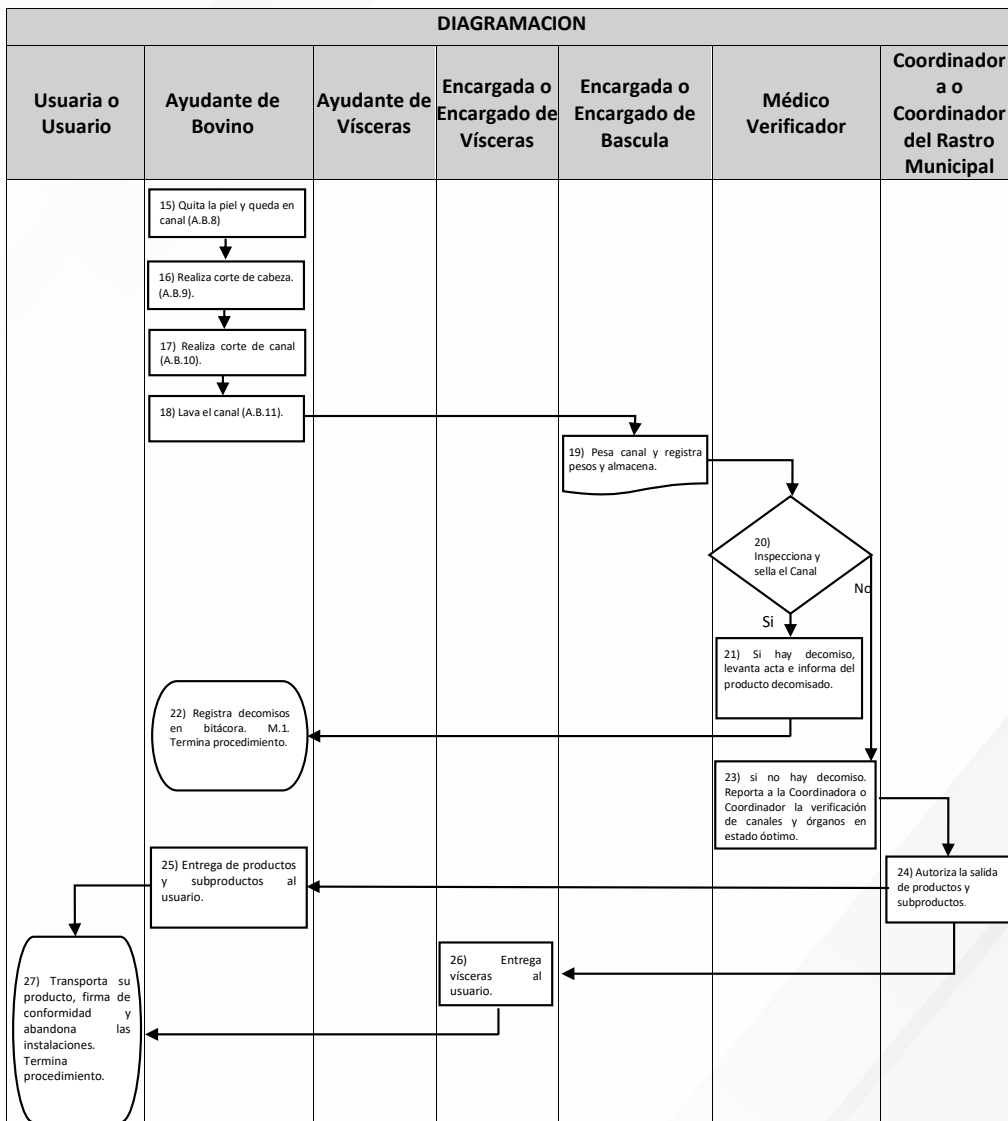 DIAGRAMACION
Usuaria o
Usuario
Ayudante de
Bovino
Ayudante de
Vísceras
Encargada o
Encargado de
Vísceras
Encargada o
Encargado de
Bascula
Médico
Verificador
Coordinador
a o
Coordinador
del Rastro
Municipal
15) Quita la piel y queda en
canal (A.B.8)
16) Realiza corte de cabeza.
(A.B.9).
17) Realiza corte de canal
(A.B.10).
18) Lava el canal (A.B.11).
19) Pesa canal y registra
pesos y almacena.
20)
Inspecciona y
sella el Canal
No
Si
21) Si hay decomiso,
levanta acta e informa del
producto decomisado.
22) Registra decomisos
en bitácora. M.1.
Termina procedimiento.
23) si no hay decomiso.
Reporta a la Coordinadora o
Coordinador la verificación
de canales y órganos en
estado óptimo.
24) Autoriza la salida
de productos y
subproductos.
25) Entrega de productos
y subproductos al
usuario.
26) Entrega
vísceras al
usuario.
27) Transporta su
producto, firma de
conformidad y
abandona las
instalaciones.
Termina
procedimiento.